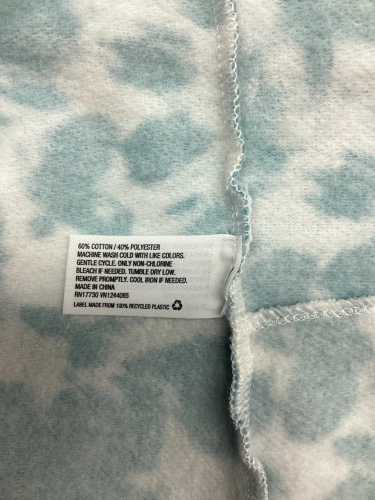 60% COTTON / 40% POLYESTER
MACHINE WASH COLD WITH LIKE COLORS.
GENTLE CYCLE. ONLY NON-CHLORINE
BLEACH IF NEEDED. TUMBLE DRY LOW.
REMOVE PROMPTLY. COOL IRON IF NEEDED.
MADE IN CHINA
RN17730 VN1244085
LABEL MADE FROM 100% RECYCLED PLASTIC